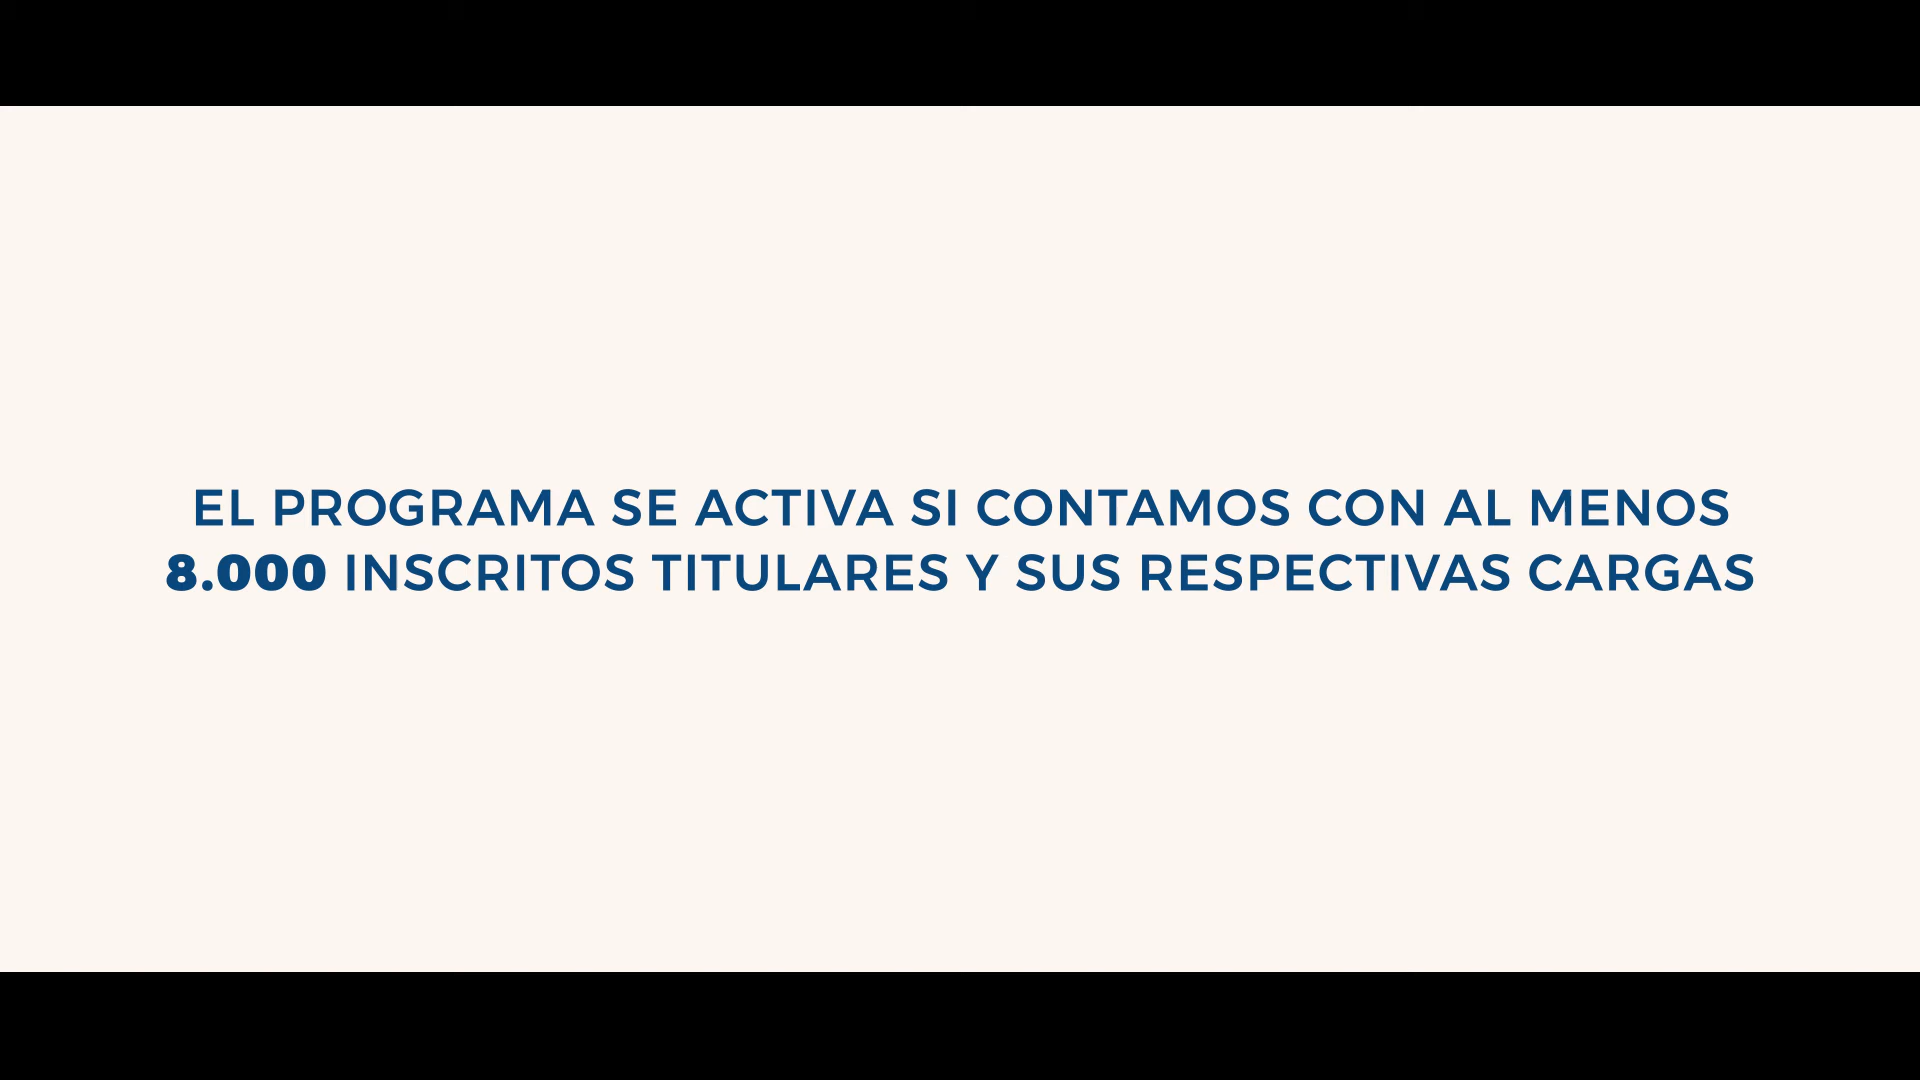 EL PROGRAMA SE ACTIVA SI CONTAMOS CON AL MENOS
8.000 INSCRITOS TITULARES Y SUS RESPECTIVAS CARGAS